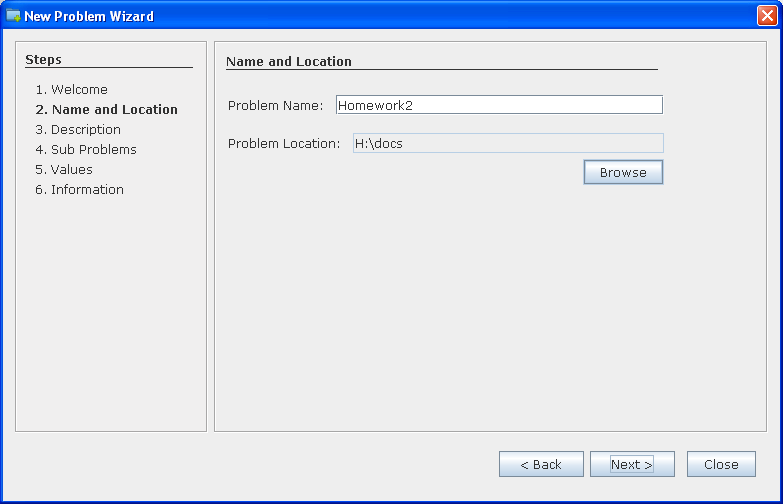 New Problem Wizard
Steps
1. Welcome
2. Name and Location
3. Description
4. Sub Problems
5. Values
6. Information
Name and Location
Problem Name: Homework2
Problem Location: H:\docs
Browse
< Back Next > Close